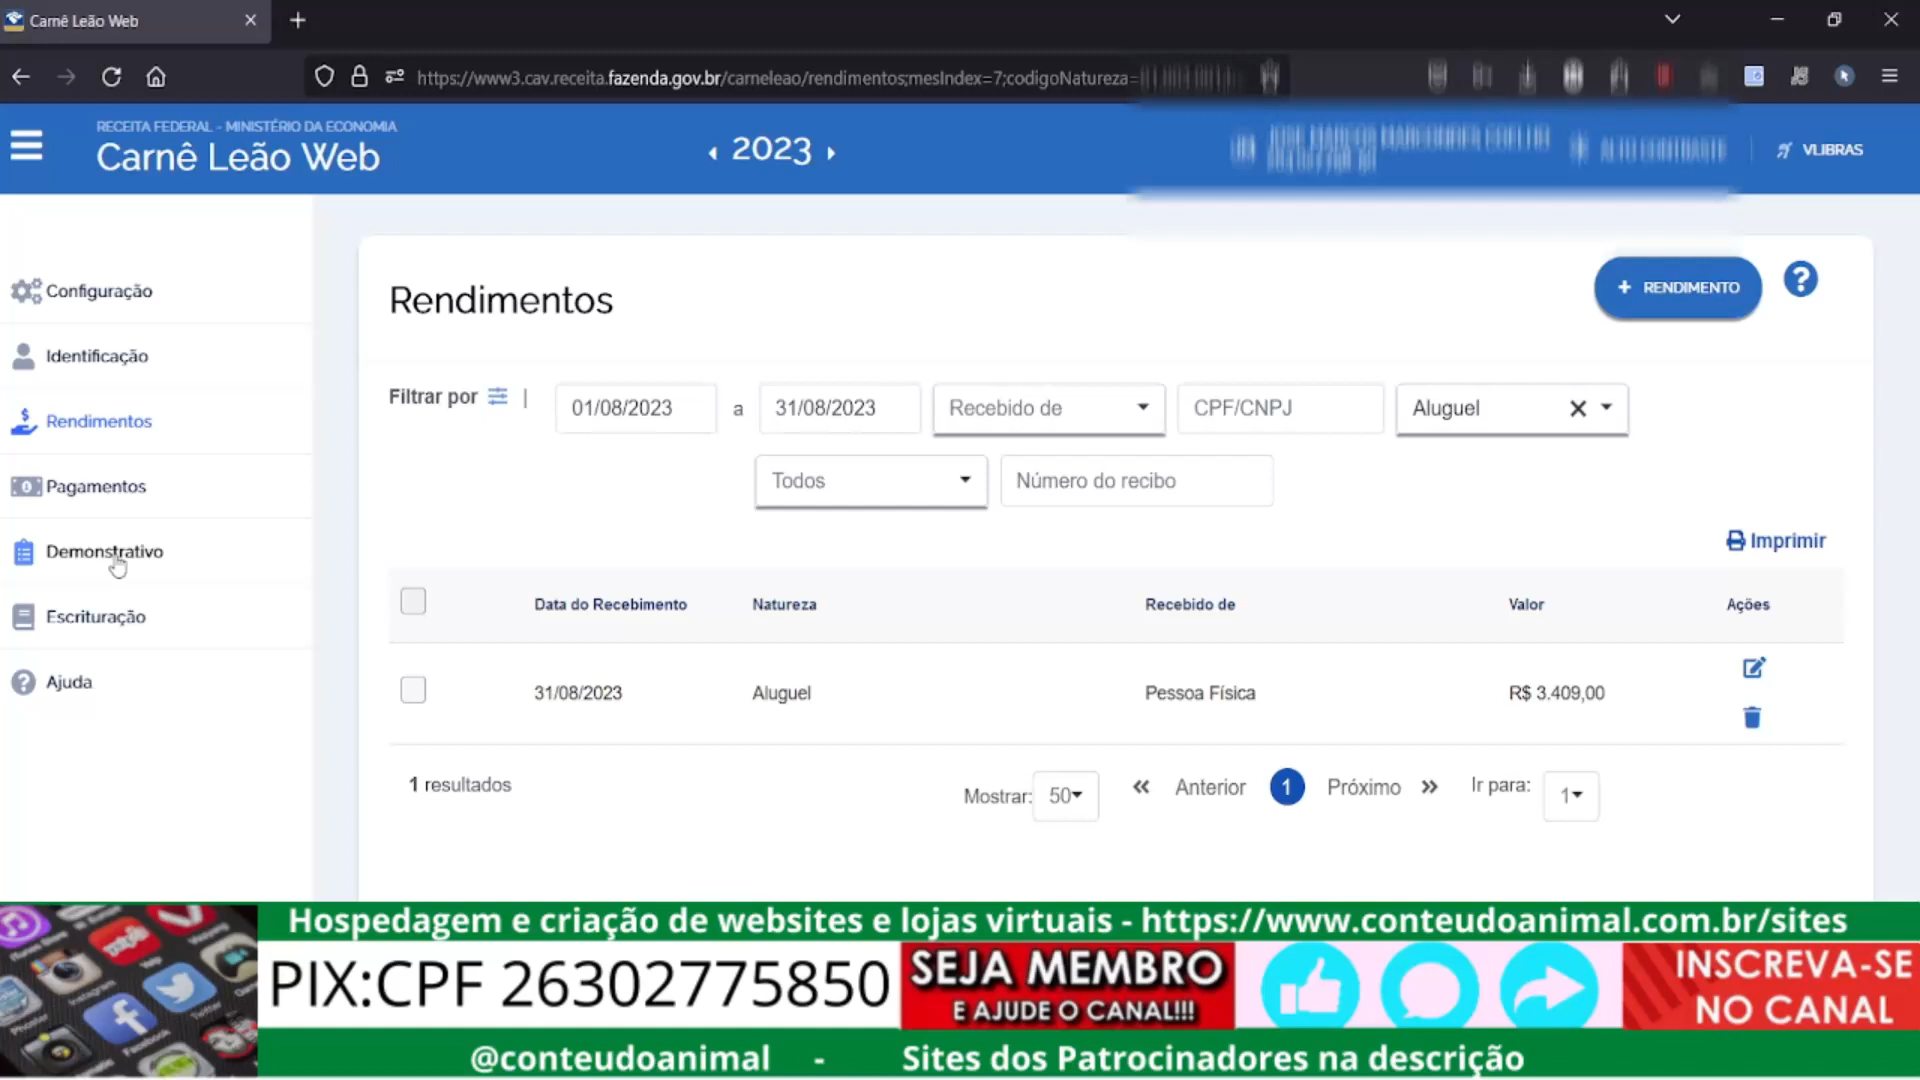 Carnê Leão Web
https://www3.cav.receita.fazenda.gov.br/carneleao/rendimentos;mesIndex=7;codigoNatureza=
RECEITA FEDERAL - MINISTÉRIO DA ECONOMIA
Carnê Leão Web
2023
VLIBRAS
Configuração
Identificação
Rendimentos
Pagamentos
Demonstrativo
Escrituração
Ajuda
Rendimentos
+ RENDIMENTO
?
Filtrar por |
01/08/2023 a 31/08/2023 Recebido de CPF/CNPJ Aluguel
Todos Número do recibo
Imprimir
Data do Recebimento Natureza Recebido de Valor Ações
31/08/2023 Aluguel Pessoa Física R$ 3.409,00
1 resultados
Mostrar: 50 « Anterior 1 Próximo » Ir para: 1
Hospedagem e criação de websites e lojas virtuais - https://www.conteudoanimal.com.br/sites
PIX:CPF 26302775850
SEJA MEMBRO
E AJUDE O CANAL!!!
INSCREVA-SE
NO CANAL
@conteudoanimal - Sites dos Patrocinadores na descrição